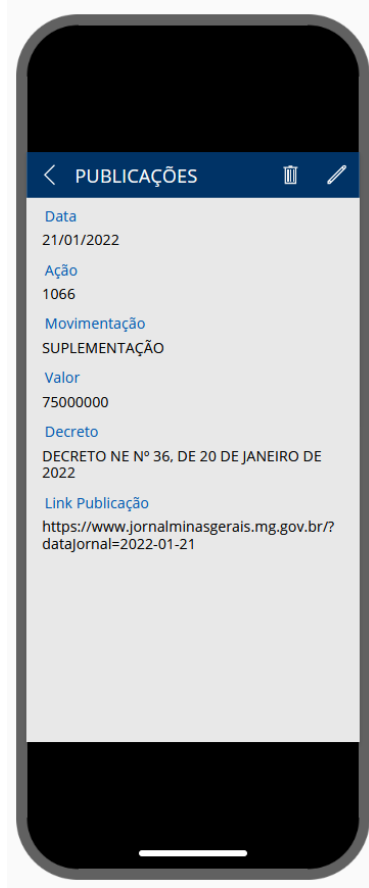 PUBLICAÇÕES
Data
21/01/2022
Ação
1066
Movimentação
SUPLEMENTAÇÃO
Valor
75000000
Decreto
DECRETO NE Nº 36, DE 20 DE JANEIRO DE
2022
Link Publicação
https://www.jornalminasgerais.mg.gov.br/?
dataJornal=2022-01-21